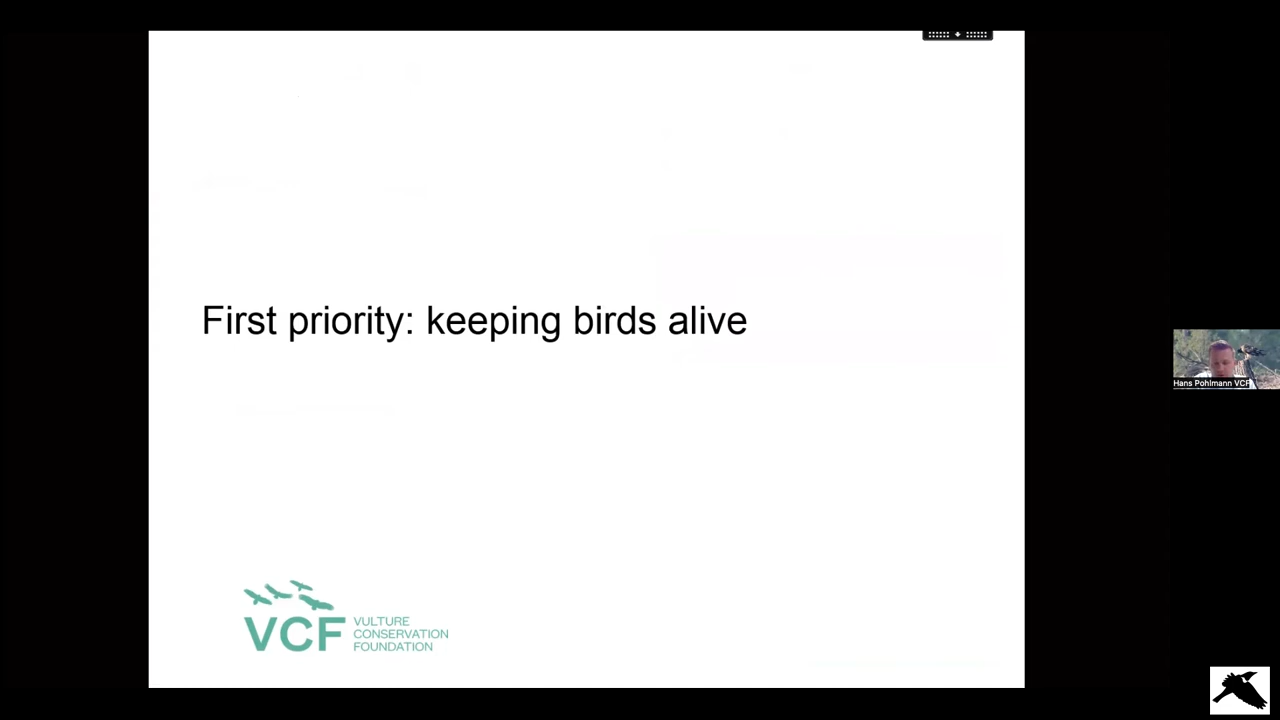 First priority: keeping birds alive
Hans Pohlmann VCF
VCF
VULTURE
CONSERVATION
FOUNDATION